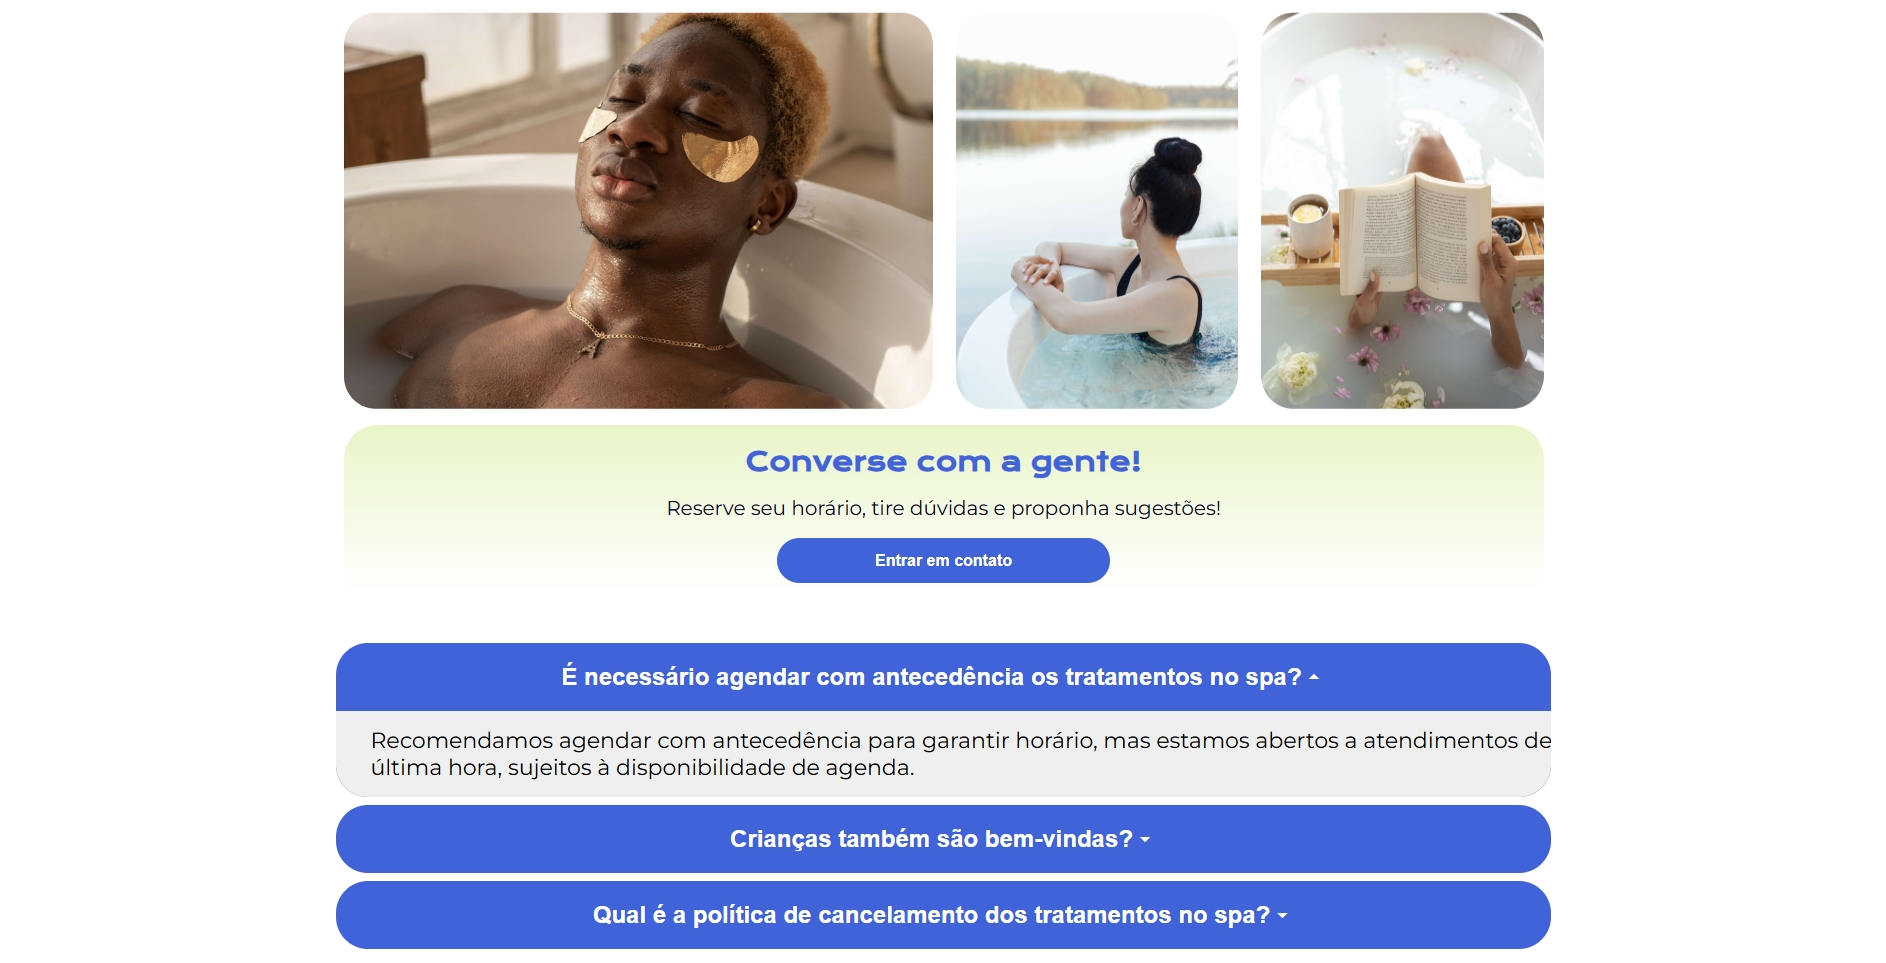 Converse com a gente!
Reserve seu horário, tire dúvidas e proponha sugestões!
Entrar em contato
É necessário agendar com antecedência os tratamentos no spa?
Recomendamos agendar com antecedência para garantir horário, mas estamos abertos a atendimentos de
última hora, sujeitos à disponibilidade de agenda.
Crianças também são bem-vindas?
Qual é a política de cancelamento dos tratamentos no spa?